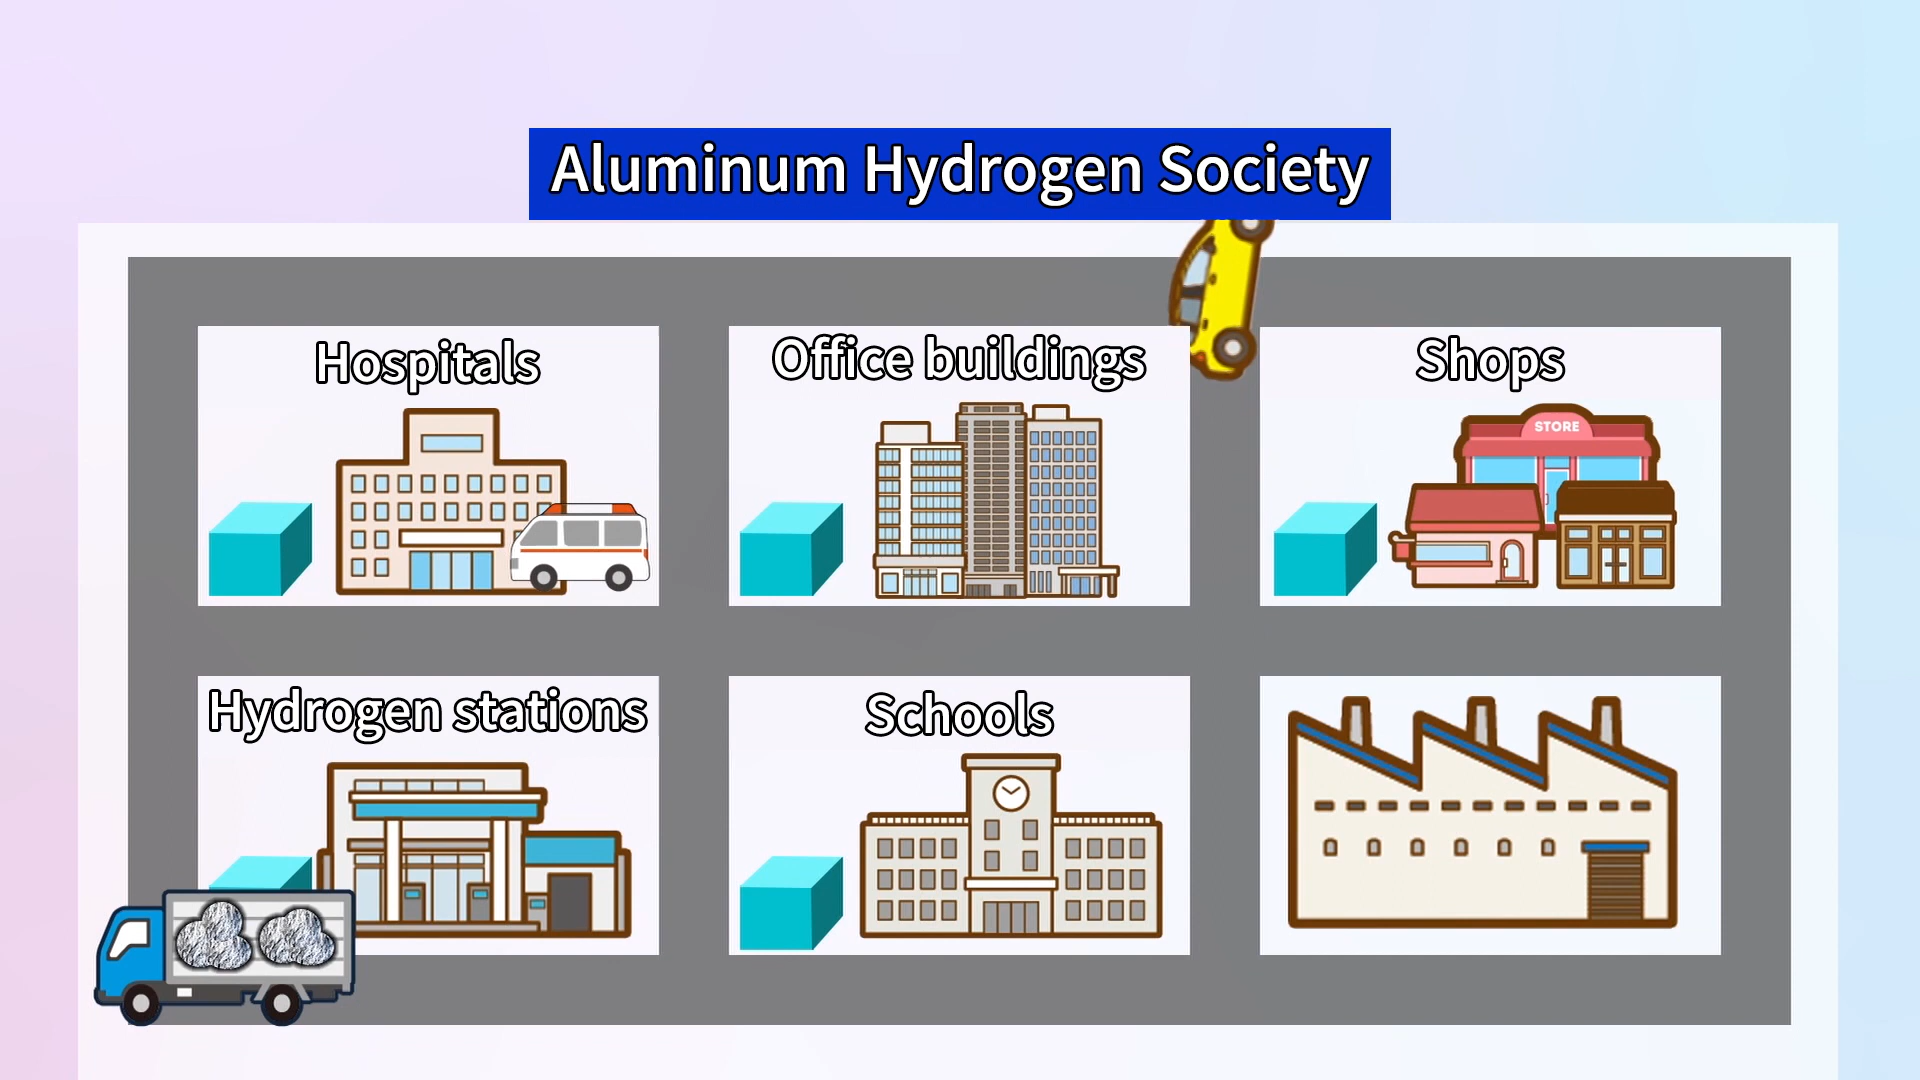 Aluminum Hydrogen Society
Hospitals
Office buildings
Shops
STORE
Hydrogen stations
Schools